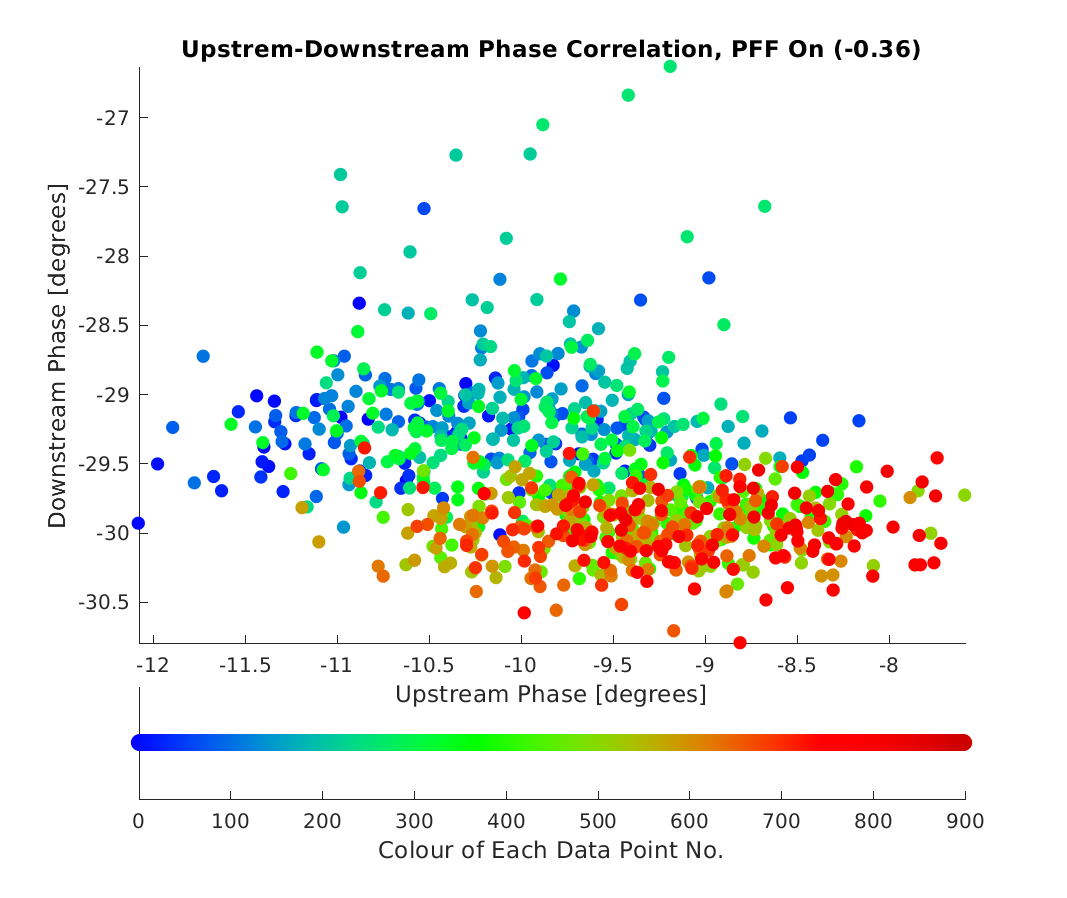 Upstrem-Downstream Phase Correlation, PFF On (-0.36)
Downstream Phase [degrees]
-27
-27.5
-28
-28.5
-29
-29.5
-30
-30.5
-12 -11.5 -11 -10.5 -10 -9.5 -9 -8.5 -8
Upstream Phase [degrees]
0 100 200 300 400 500 600 700 800 900
Colour of Each Data Point No.